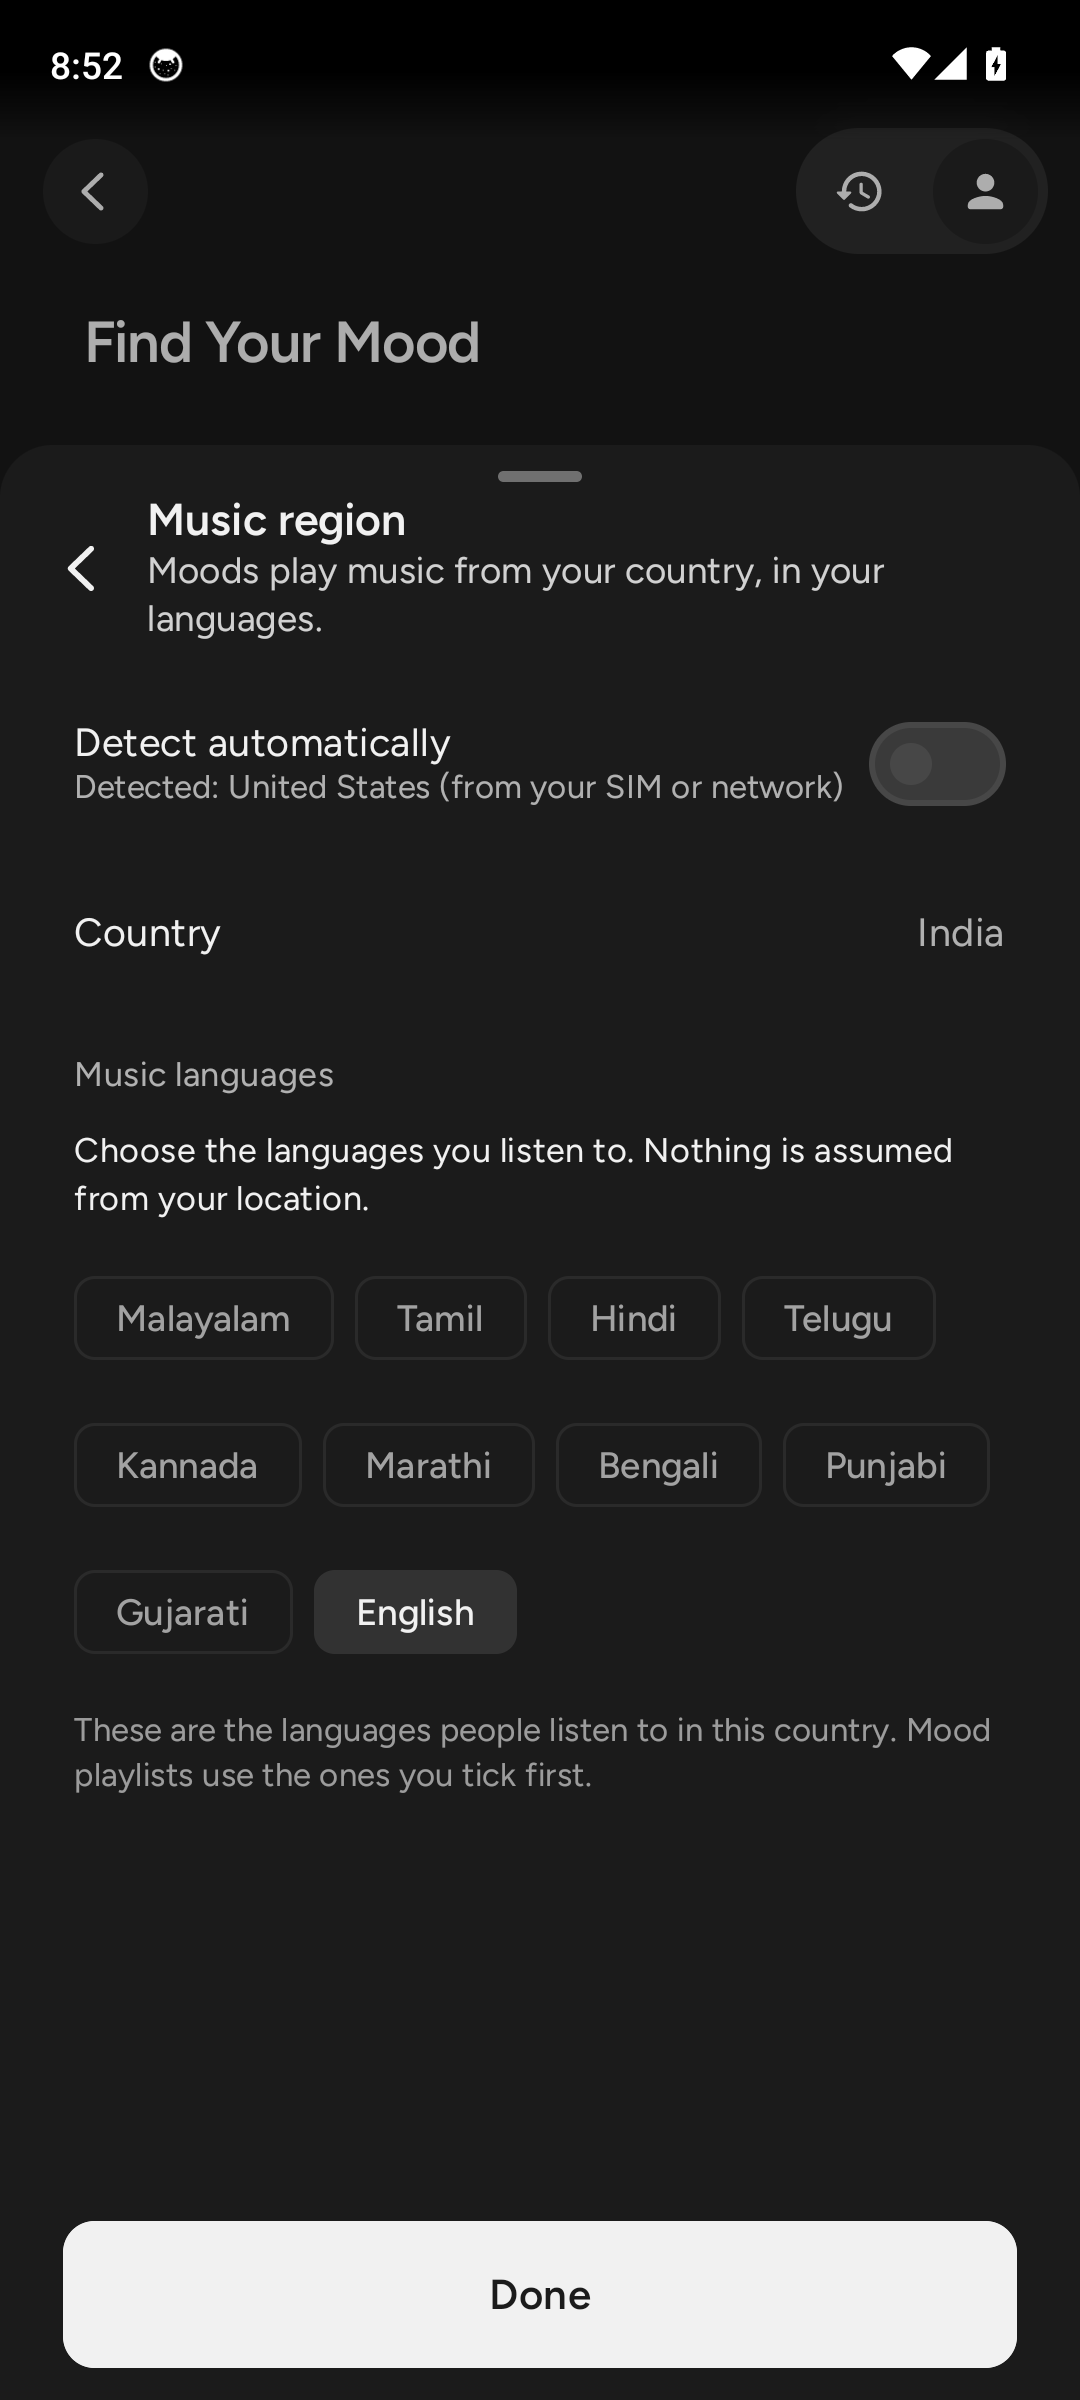 8:52
Find Your Mood
Music region
Moods play music from your country, in your
languages.
Detect automatically
Detected: United States (from your SIM or network)
Country India
Music languages
Choose the languages you listen to. Nothing is assumed
from your location.
Malayalam Tamil Hindi Telugu
Kannada Marathi Bengali Punjabi
Gujarati English
These are the languages people listen to in this country. Mood
playlists use the ones you tick first.
Done